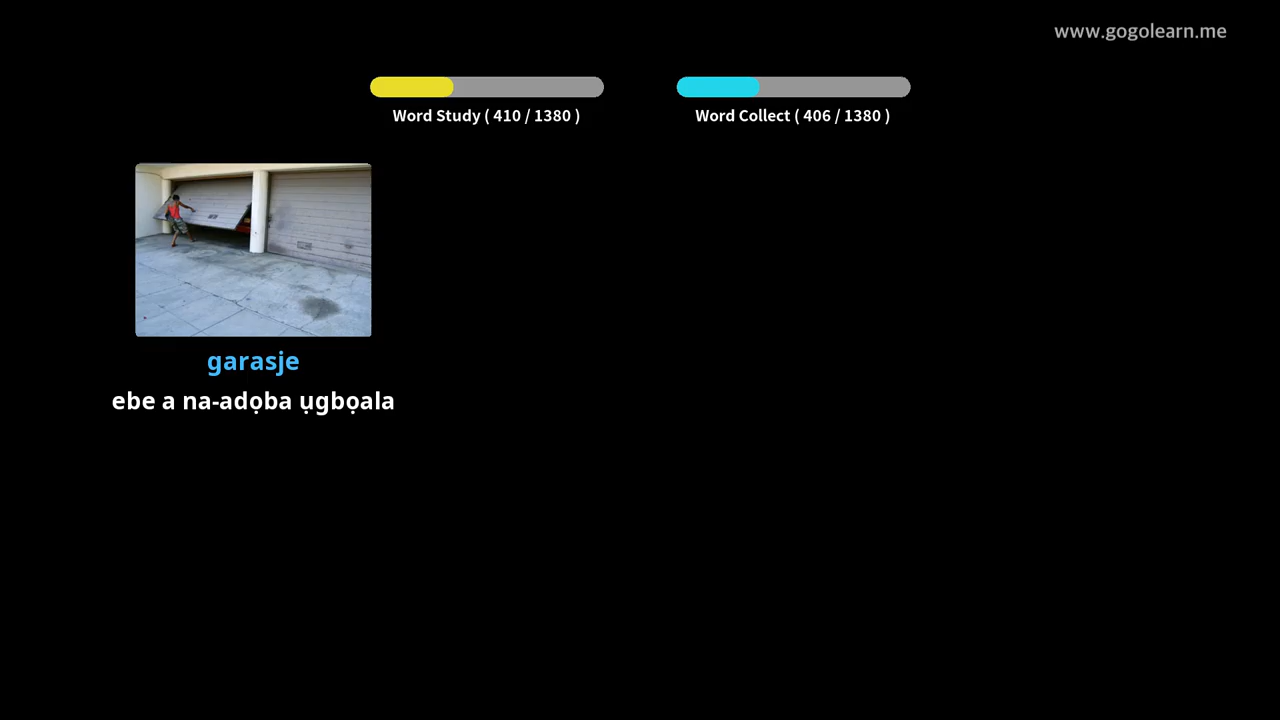 www.gogolearn.me
Word Study ( 410 / 1380 )
Word Collect ( 406 / 1380 )
garasje
ebe a na-adọba ụgbọala